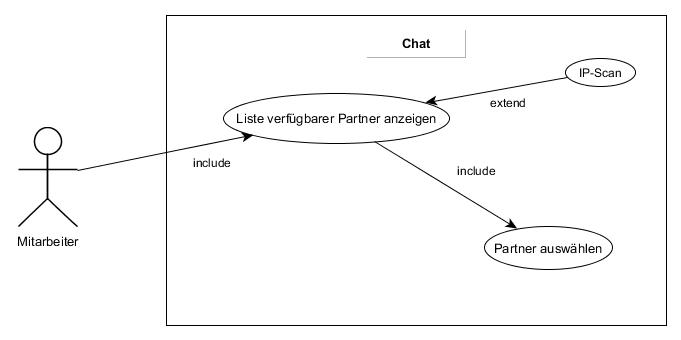 Chat
IP-Scan
extend
Liste verfügbarer Partner anzeigen
include
include
Partner auswählen
Mitarbeiter